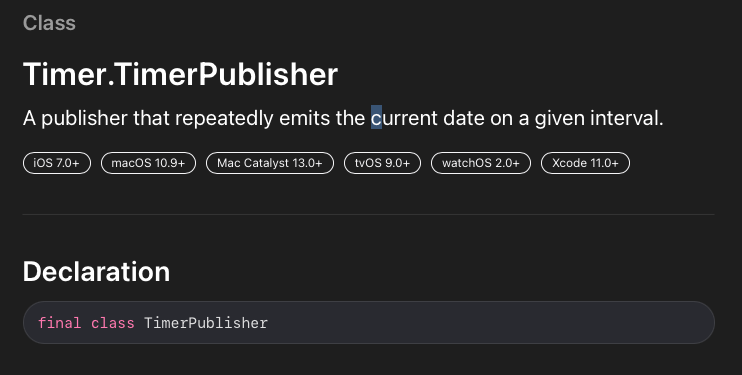 Class
Timer.TimerPublisher
A publisher that repeatedly emits the current date on a given interval.
iOS 7.0+ macOS 10.9+ Mac Catalyst 13.0+ tvOS 9.0+ watchOS 2.0+ Xcode 11.0+
Declaration
final class TimerPublisher